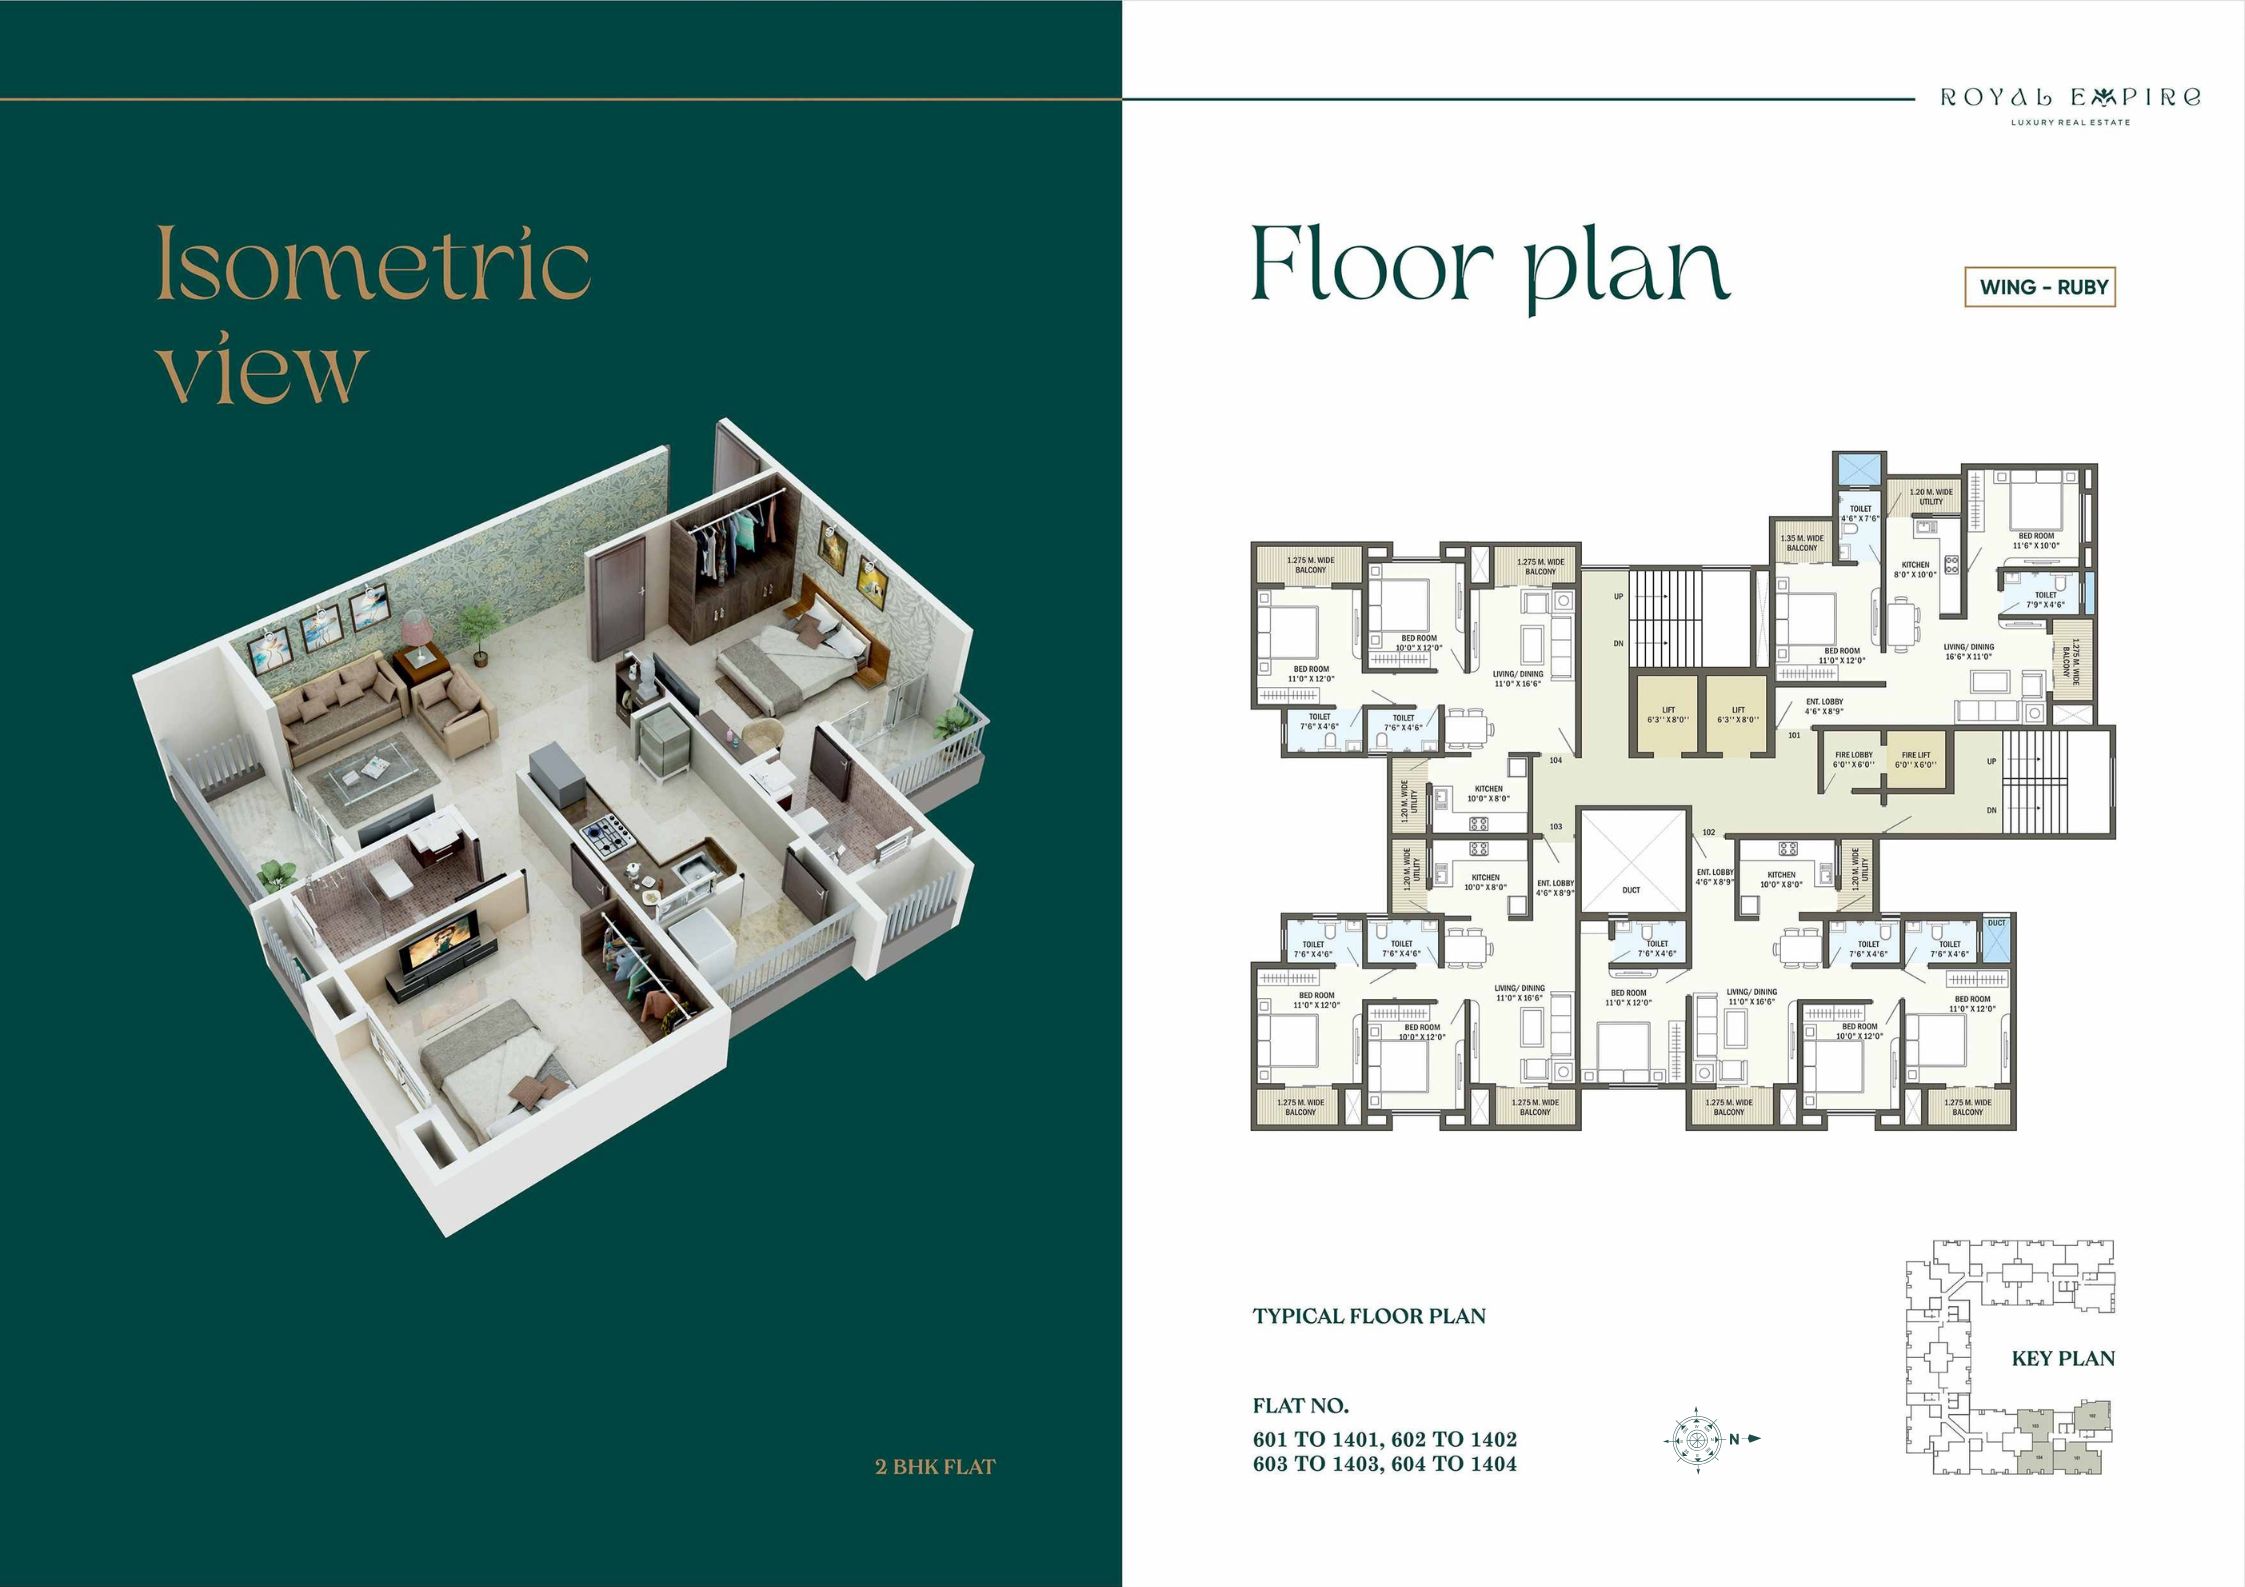 ROYAL EMPIRE
LUXURY REAL ESTATE
Isometric
view
2 BHK FLAT
Floor plan
WING - RUBY
TOILET
4'6" X 7'6"
1.20 M. WIDE
UTILITY
BED ROOM
11'6" X 10'0"
1.35 M. WIDE
BALCONY
KITCHEN
8'0" X 10'0"
TOILET
7'9" X 4'6"
BED ROOM
11'0" X 12'0"
LIVING/ DINING
16'6" X 11'0"
1.275 M. WIDE
BALCONY
ENT. LOBBY
4'6" X 8'9"
101
1.275 M. WIDE
BALCONY
1.275 M. WIDE
BALCONY
BED ROOM
10'0" X 12'0"
BED ROOM
11'0" X 12'0"
LIVING/ DINING
11'0" X 16'6"
TOILET
7'6" X 4'6"
TOILET
7'6" X 4'6"
UP
DN
LIFT
6'3'' X 8'0''
LIFT
6'3'' X 8'0''
FIRE LOBBY
6'0'' X 6'0''
FIRE LIFT
6'0'' X 6'0''
UP
DN
104
1.20 M. WIDE
UTILITY
KITCHEN
10'0" X 8'0"
103
102
1.20 M. WIDE
UTILITY
KITCHEN
10'0" X 8'0"
ENT. LOBBY
4'6" X 8'9"
DUCT
ENT. LOBBY
4'6" X 8'9"
KITCHEN
10'0" X 8'0"
1.20 M. WIDE
UTILITY
TOILET
7'6" X 4'6"
TOILET
7'6" X 4'6"
TOILET
7'6" X 4'6"
TOILET
7'6" X 4'6"
TOILET
7'6" X 4'6"
DUCT
BED ROOM
11'0" X 12'0"
BED ROOM
10'0" X 12'0"
LIVING/ DINING
11'0" X 16'6"
BED ROOM
11'0" X 12'0"
LIVING/ DINING
11'0" X 16'6"
BED ROOM
10'0" X 12'0"
BED ROOM
11'0" X 12'0"
1.275 M. WIDE
BALCONY
1.275 M. WIDE
BALCONY
1.275 M. WIDE
BALCONY
1.275 M. WIDE
BALCONY
TYPICAL FLOOR PLAN
FLAT NO.
601 TO 1401, 602 TO 1402
603 TO 1403, 604 TO 1404
N
KEY PLAN
103
102
104
101